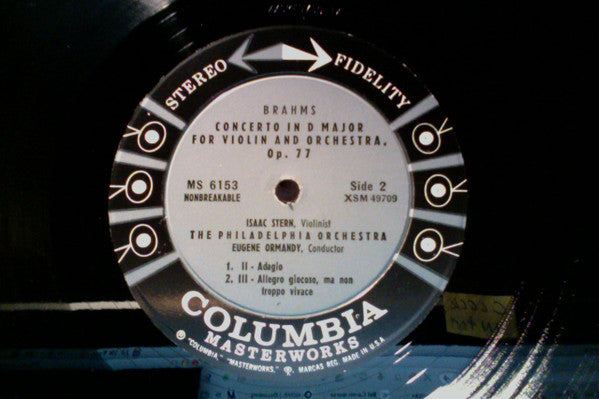 STEREO FIDELITY
BRAHMS
CONCERTO IN D MAJOR
FOR VIOLIN AND ORCHESTRA,
Op. 77
MS 6153
NONBREAKABLE
Side 2
XSM 49709
ISAAC STERN, Violinist
THE PHILADELPHIA ORCHESTRA
EUGENE ORMANDY, Conductor
1. II - Adagio
2. III - Allegro giocoso, ma non
troppo vivace
COLUMBIA
MASTERWORKS
"COLUMBIA" "MASTERWORKS," Ⓟ MARCAS REG. MADE IN U.S.A.